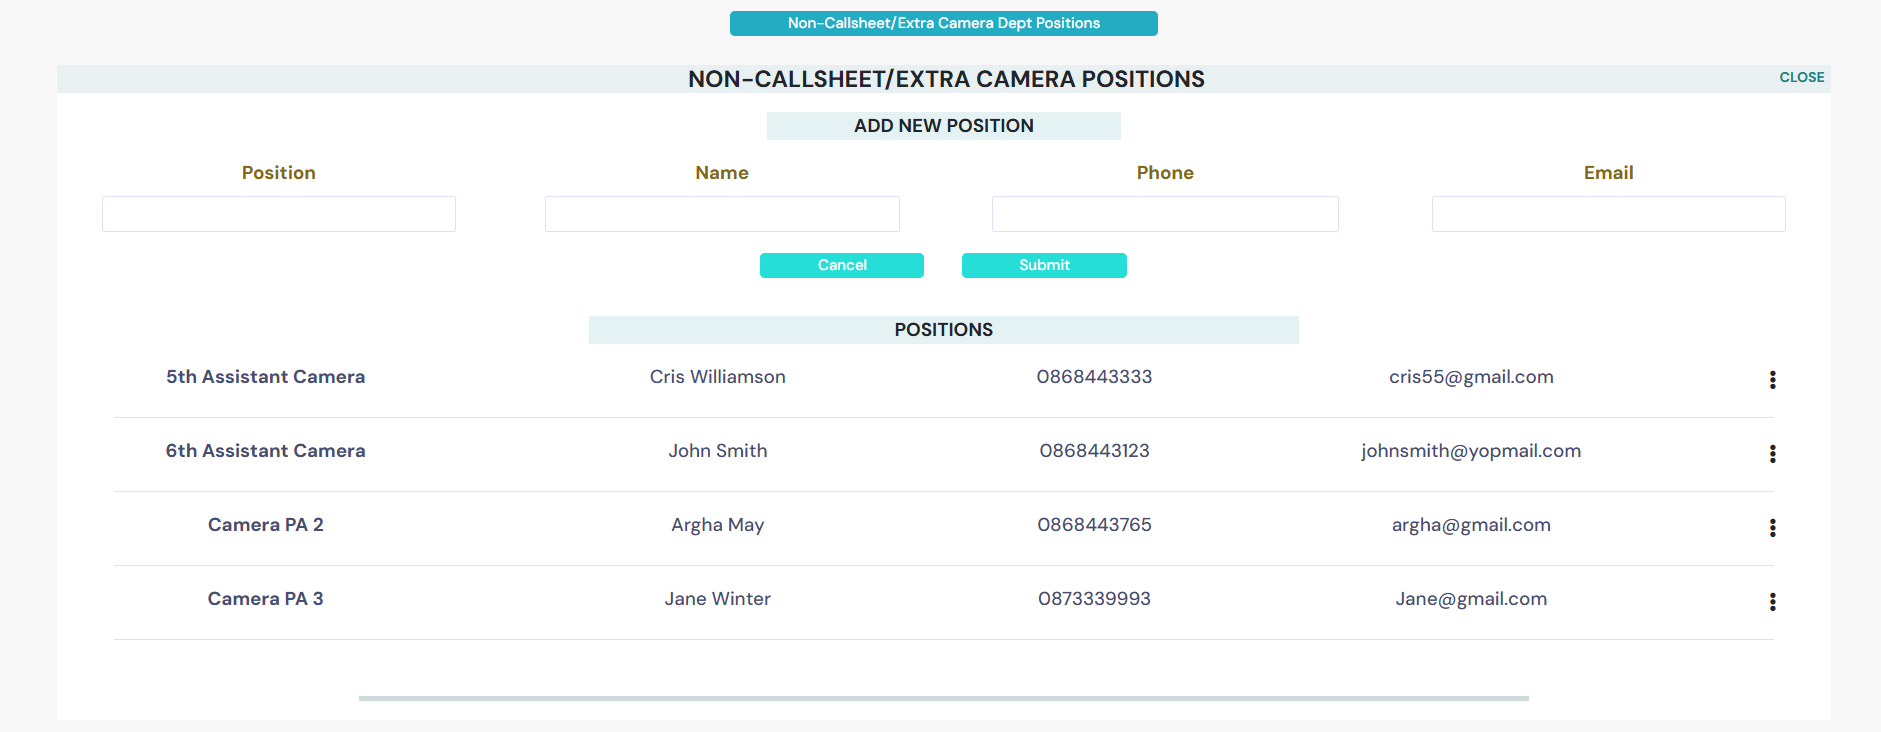 Non-Callsheet/Extra Camera Dept Positions
NON-CALLSHEET/EXTRA CAMERA POSITIONS
CLOSE
ADD NEW POSITION
Position Name Phone Email
Cancel Submit
POSITIONS
5th Assistant Camera Cris Williamson 0868443333 cris55@gmail.com
6th Assistant Camera John Smith 0868443123 johnsmith@yopmail.com
Camera PA 2 Argha May 0868443765 argha@gmail.com
Camera PA 3 Jane Winter 0873339993 Jane@gmail.com